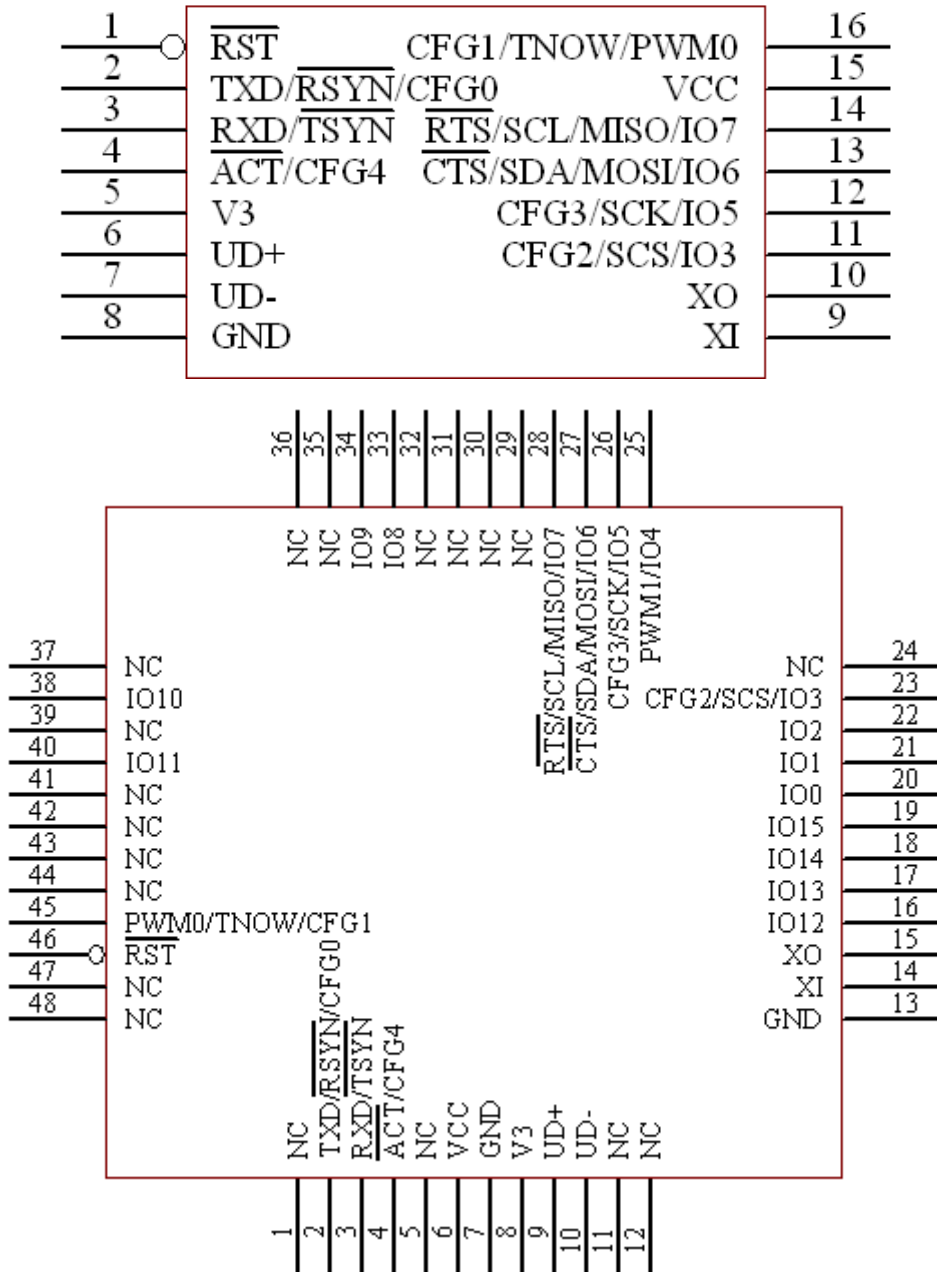 1 RST CFG1/TNOW/PWM0 16
2 TXD/RSYN/CFG0 VCC 15
3 RXD/TSYN RTS/SCL/MISO/IO7 14
4 ACT/CFG4 CTS/SDA/MOSI/IO6 13
5 V3 CFG3/SCK/IO5 12
6 UD+ CFG2/SCS/IO3 11
7 UD- XO 10
8 GND XI 9
36 NC
35 NC
34 IO9
33 IO8
32 NC
31 NC
30 NC
29 NC
28 RTS/SCL/MISO/IO7
27 CTS/SDA/MOSI/IO6
26 CFG3/SCK/IO5
25 PWM1/IO4
37 NC
38 IO10
39 NC
40 IO11
41 NC
42 NC
43 NC
44 NC
45 PWM0/TNOW/CFG1
46 RST
47 NC
48 NC
NC 24
CFG2/SCS/IO3 23
IO2 22
IO1 21
IO0 20
IO15 19
IO14 18
IO13 17
IO12 16
XO 15
XI 14
GND 13
1 NC
2 TXD/RSYN/CFG0
3 RXD/TSYN
4 ACT/CFG4
5 NC
6 VCC
7 GND
8 V3
9 UD+
10 UD-
11 NC
12 NC